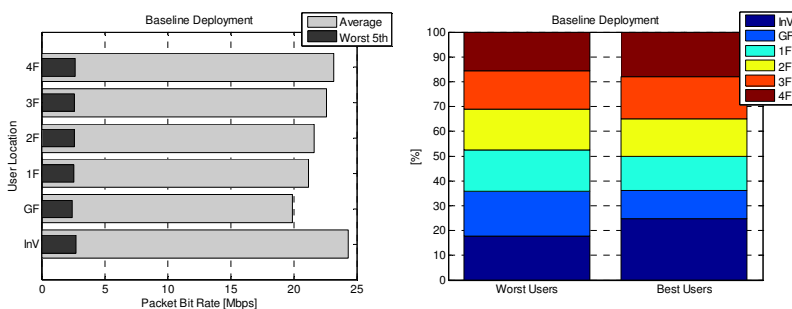 Baseline Deployment
Average
Worst 5th
4F
3F
2F
1F
GF
InV
User Location
0
5
10
15
20
25
Packet Bit Rate [Mbps]
Baseline Deployment
InV
GF
1F
2F
3F
4F
100
90
80
70
60
50
40
30
20
10
0
[%]
Worst Users
Best Users